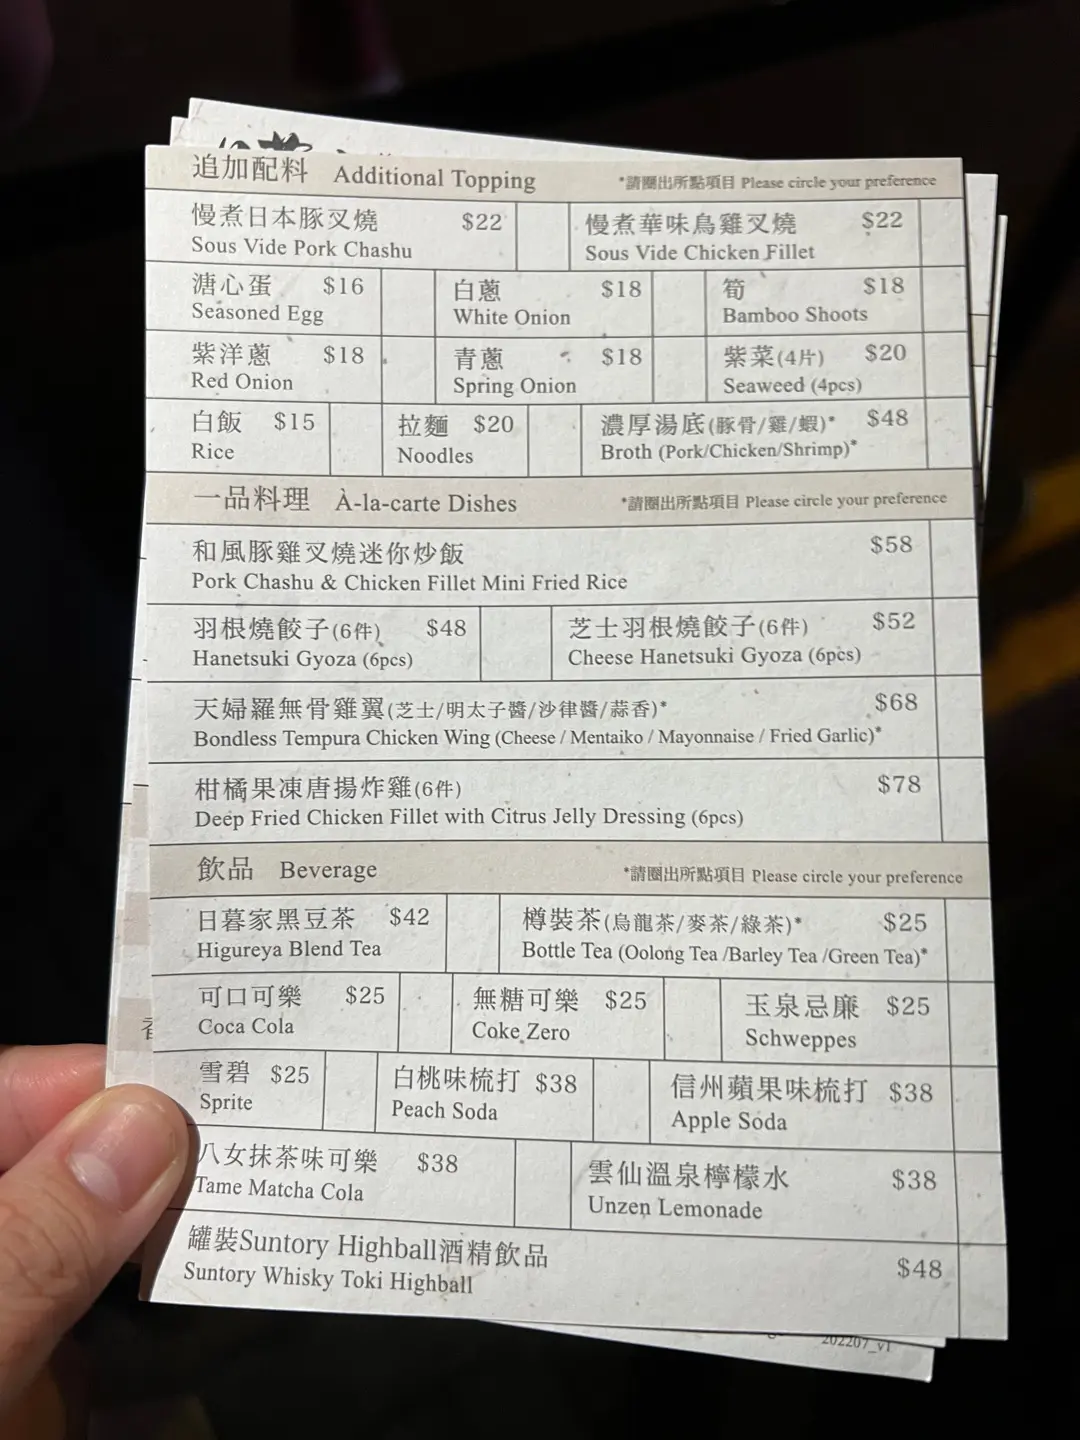 追加配料 Additional Topping *請圈出所點項目 Please circle your preference
慢煮日本豚叉燒 $22
Sous Vide Pork Chashu
慢煮華味鳥雞叉燒 $22
Sous Vide Chicken Fillet
溏心蛋 $16
Seasoned Egg
白蔥 $18
White Onion
筍 $18
Bamboo Shoots
紫洋蔥 $18
Red Onion
青蔥 $18
Spring Onion
紫菜(4片) $20
Seaweed (4pcs)
白飯 $15
Rice
拉麵 $20
Noodles
濃厚湯底(豚骨/雞/蝦)* $48
Broth (Pork/Chicken/Shrimp)*
一品料理 À-la-carte Dishes *請圈出所點項目 Please circle your preference
和風豚雞叉燒迷你炒飯 $58
Pork Chashu & Chicken Fillet Mini Fried Rice
羽根燒餃子(6件) $48
Hanetsuki Gyoza (6pcs)
芝士羽根燒餃子(6件) $52
Cheese Hanetsuki Gyoza (6pcs)
天婦羅無骨雞翼(芝士/明太子醬/沙律醬/蒜香)* $68
Bondless Tempura Chicken Wing (Cheese / Mentaiko / Mayonnaise / Fried Garlic)*
柑橘果凍唐揚炸雞(6件) $78
Deep Fried Chicken Fillet with Citrus Jelly Dressing (6pcs)
飲品 Beverage *請圈出所點項目 Please circle your preference
日暮家黑豆茶 $42
Higureya Blend Tea
樽裝茶(烏龍茶/麥茶/綠茶)* $25
Bottle Tea (Oolong Tea /Barley Tea /Green Tea)*
可口可樂 $25
Coca Cola
無糖可樂 $25
Coke Zero
玉泉忌廉 $25
Schweppes
雪碧 $25
Sprite
白桃味梳打 $38
Peach Soda
信州蘋果味梳打 $38
Apple Soda
八女抹茶味可樂 $38
Tame Matcha Cola
雲仙溫泉檸檬水 $38
Unzen Lemonade
罐裝Suntory Highball酒精飲品 $48
Suntory Whisky Toki Highball
202207_v1